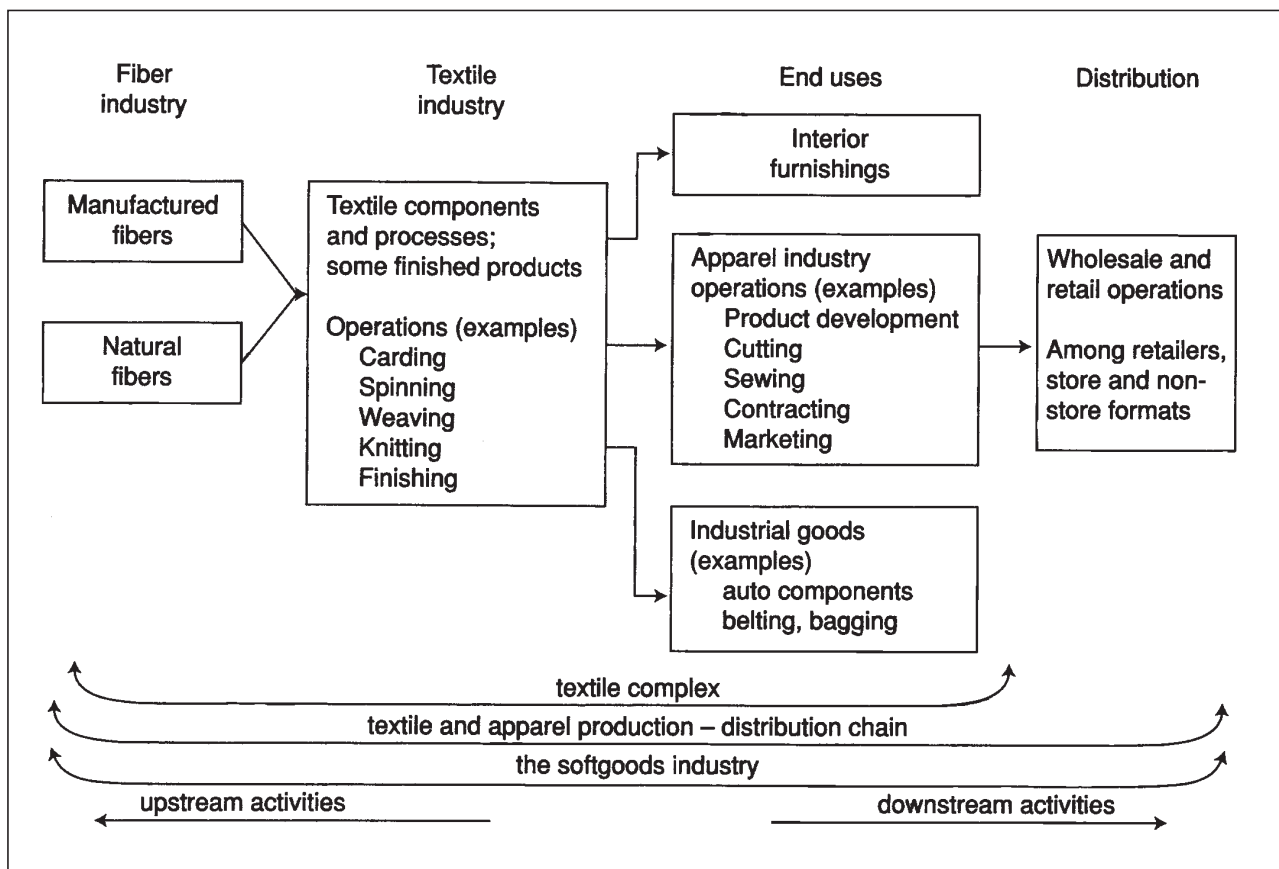 Fiber
industry
Textile
industry
End uses
Distribution
Manufactured
fibers
Natural
fibers
Textile components
and processes;
some finished products
Operations (examples)
Carding
Spinning
Weaving
Knitting
Finishing
Interior
furnishings
Apparel industry
operations (examples)
Product development
Cutting
Sewing
Contracting
Marketing
Industrial goods
(examples)
auto components
belting, bagging
Wholesale and
retail operations
Among retailers,
store and non-
store formats
textile complex
textile and apparel production – distribution chain
the softgoods industry
upstream activities
downstream activities